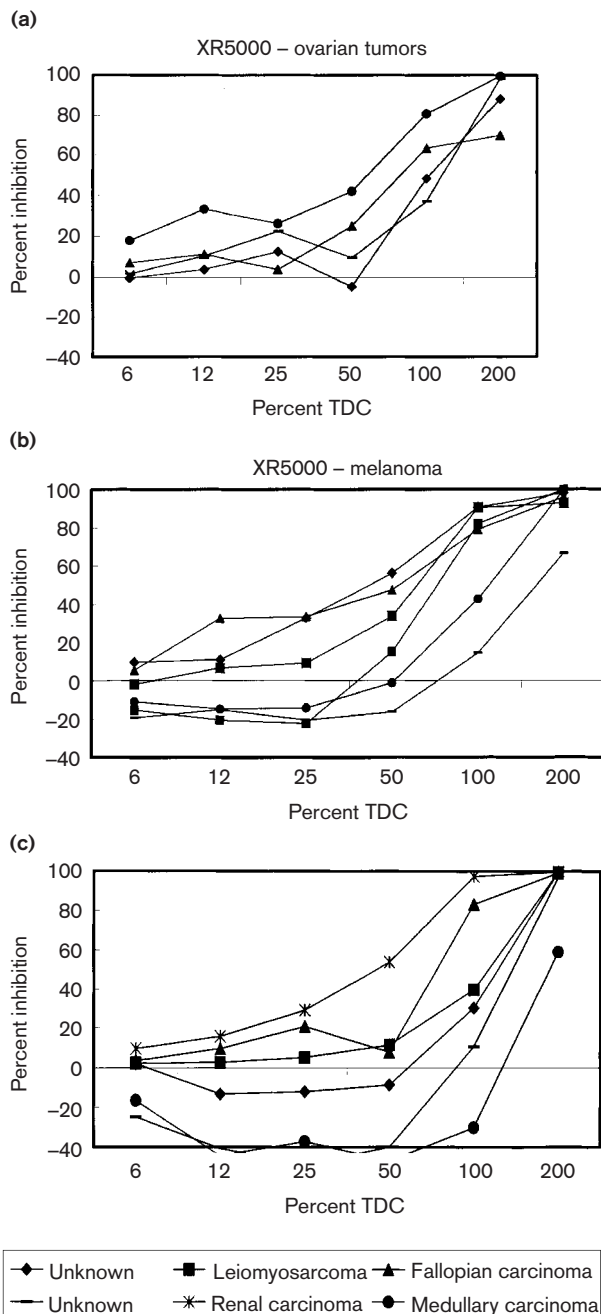 (a)
XR5000 – ovarian tumors
100
80
60
40
20
0
−20
−40
Percent inhibition
6 12 25 50 100 200
Percent TDC
(b)
XR5000 – melanoma
100
80
60
40
20
0
−20
−40
Percent inhibition
6 12 25 50 100 200
Percent TDC
(c)
100
80
60
40
20
0
−20
−40
Percent inhibition
6 12 25 50 100 200
Percent TDC
Unknown Leiomyosarcoma Fallopian carcinoma
Unknown Renal carcinoma Medullary carcinoma